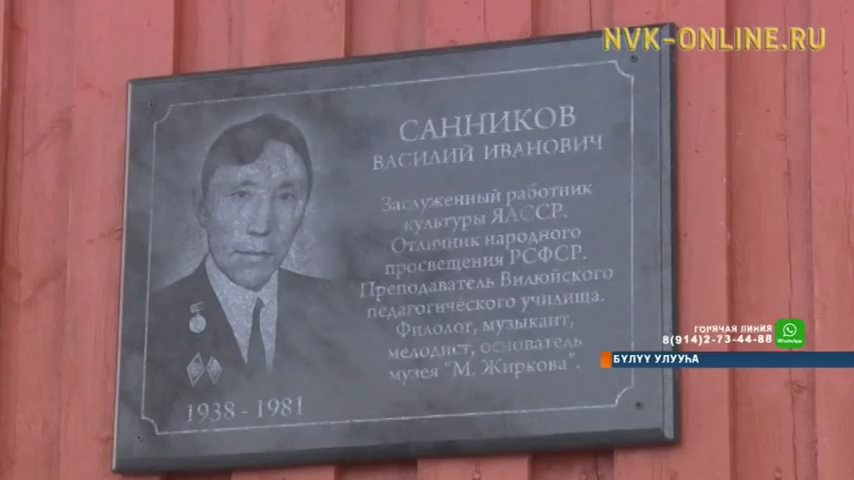 NVK-ONLINE.RU
САННИКОВ
ВАСИЛИЙ ИВАНОВИЧ
Заслуженный работник
культуры ЯАССР.
Отличник народного
просвещения РСФСР.
Преподаватель Вилюйского
педагогического училища.
Филолог, музыкант,
мелодист, основатель
музея "М. Жиркова".
1938 - 1981
ГОРЯЧАЯ ЛИНИЯ
8(914)2-73-44-88
WhatsApp
БҮЛҮҮ УЛУУҺА